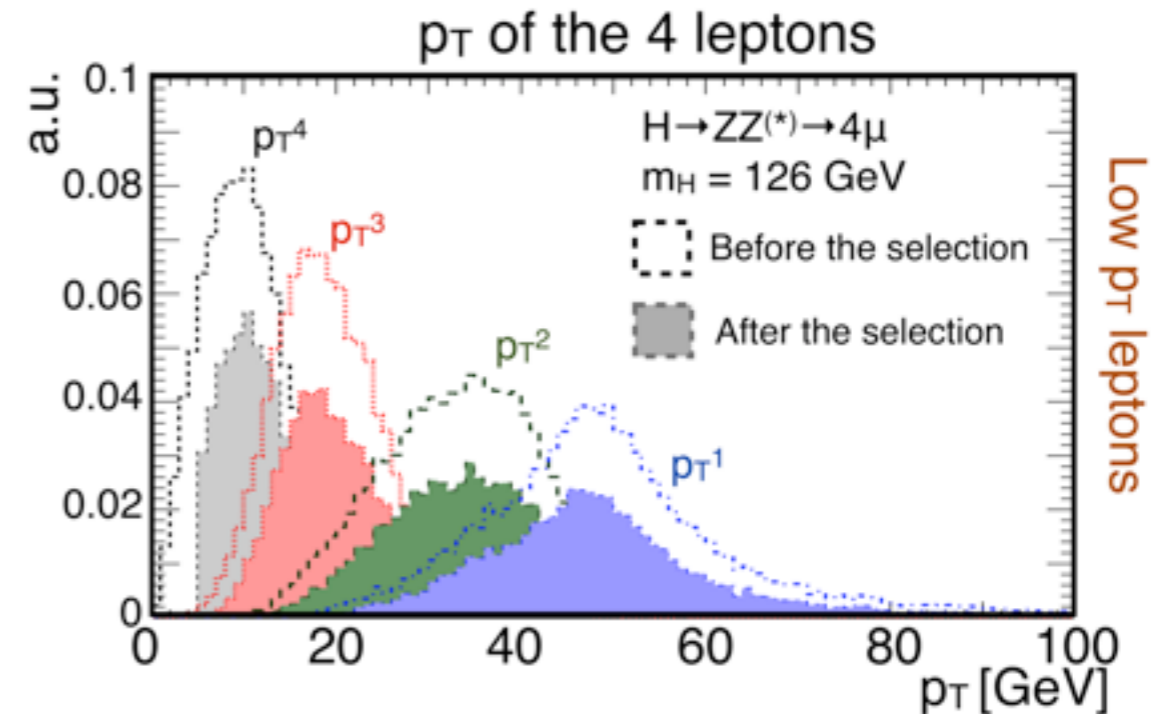 pT of the 4 leptons
a.u.
0.1
0.08
0.06
0.04
0.02
0
pT⁴
pT³
pT²
pT¹
H→ZZ(*)→4μ
mH = 126 GeV
Before the selection
After the selection
0 20 40 60 80 100
pT [GeV]
Low pT leptons